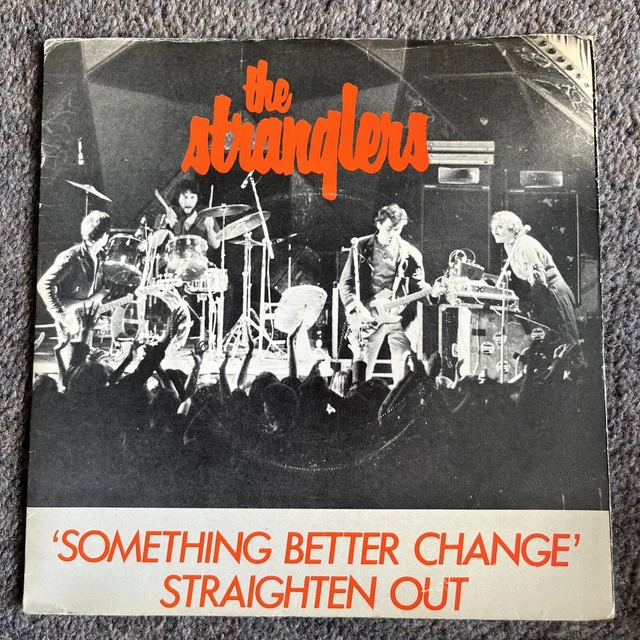 the
stranglers
'SOMETHING BETTER CHANGE'
STRAIGHTEN OUT